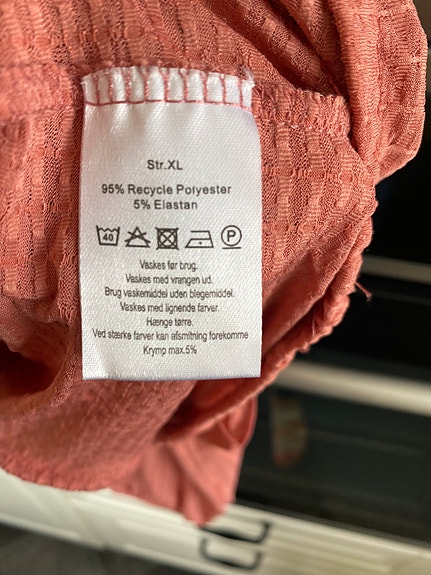 Str.XL
95% Recycle Polyester
5% Elastan
40 P
Vaskes før brug.
Vaskes med vrangen ud.
Brug vaskemiddel uden blegemiddel.
Vaskes med lignende farver.
Hænge tørre.
Ved stærke farver kan afsmitning forekomme
Krymp max.5%